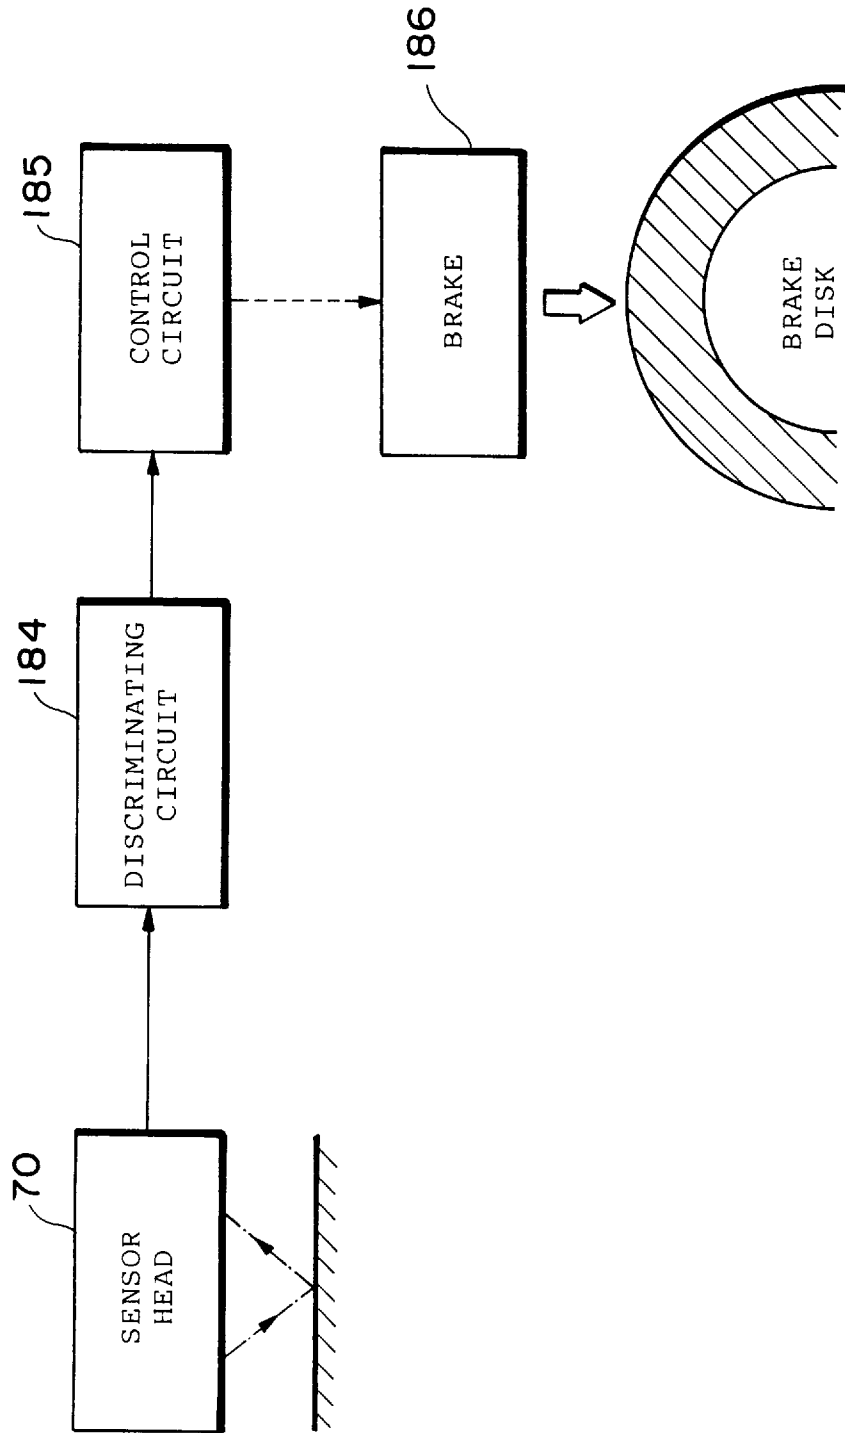 70
SENSOR
HEAD
184
DISCRIMINATING
CIRCUIT
185
CONTROL
CIRCUIT
186
BRAKE
BRAKE
DISK